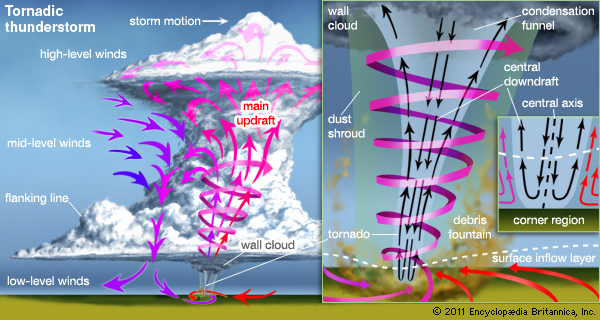 Tornadic
thunderstorm
storm motion
high-level winds
main
updraft
mid-level winds
flanking line
wall cloud
low-level winds
wall
cloud
condensation
funnel
central
downdraft
central axis
dust
shroud
corner region
tornado
debris
fountain
surface inflow layer
© 2011 Encyclopædia Britannica, Inc.